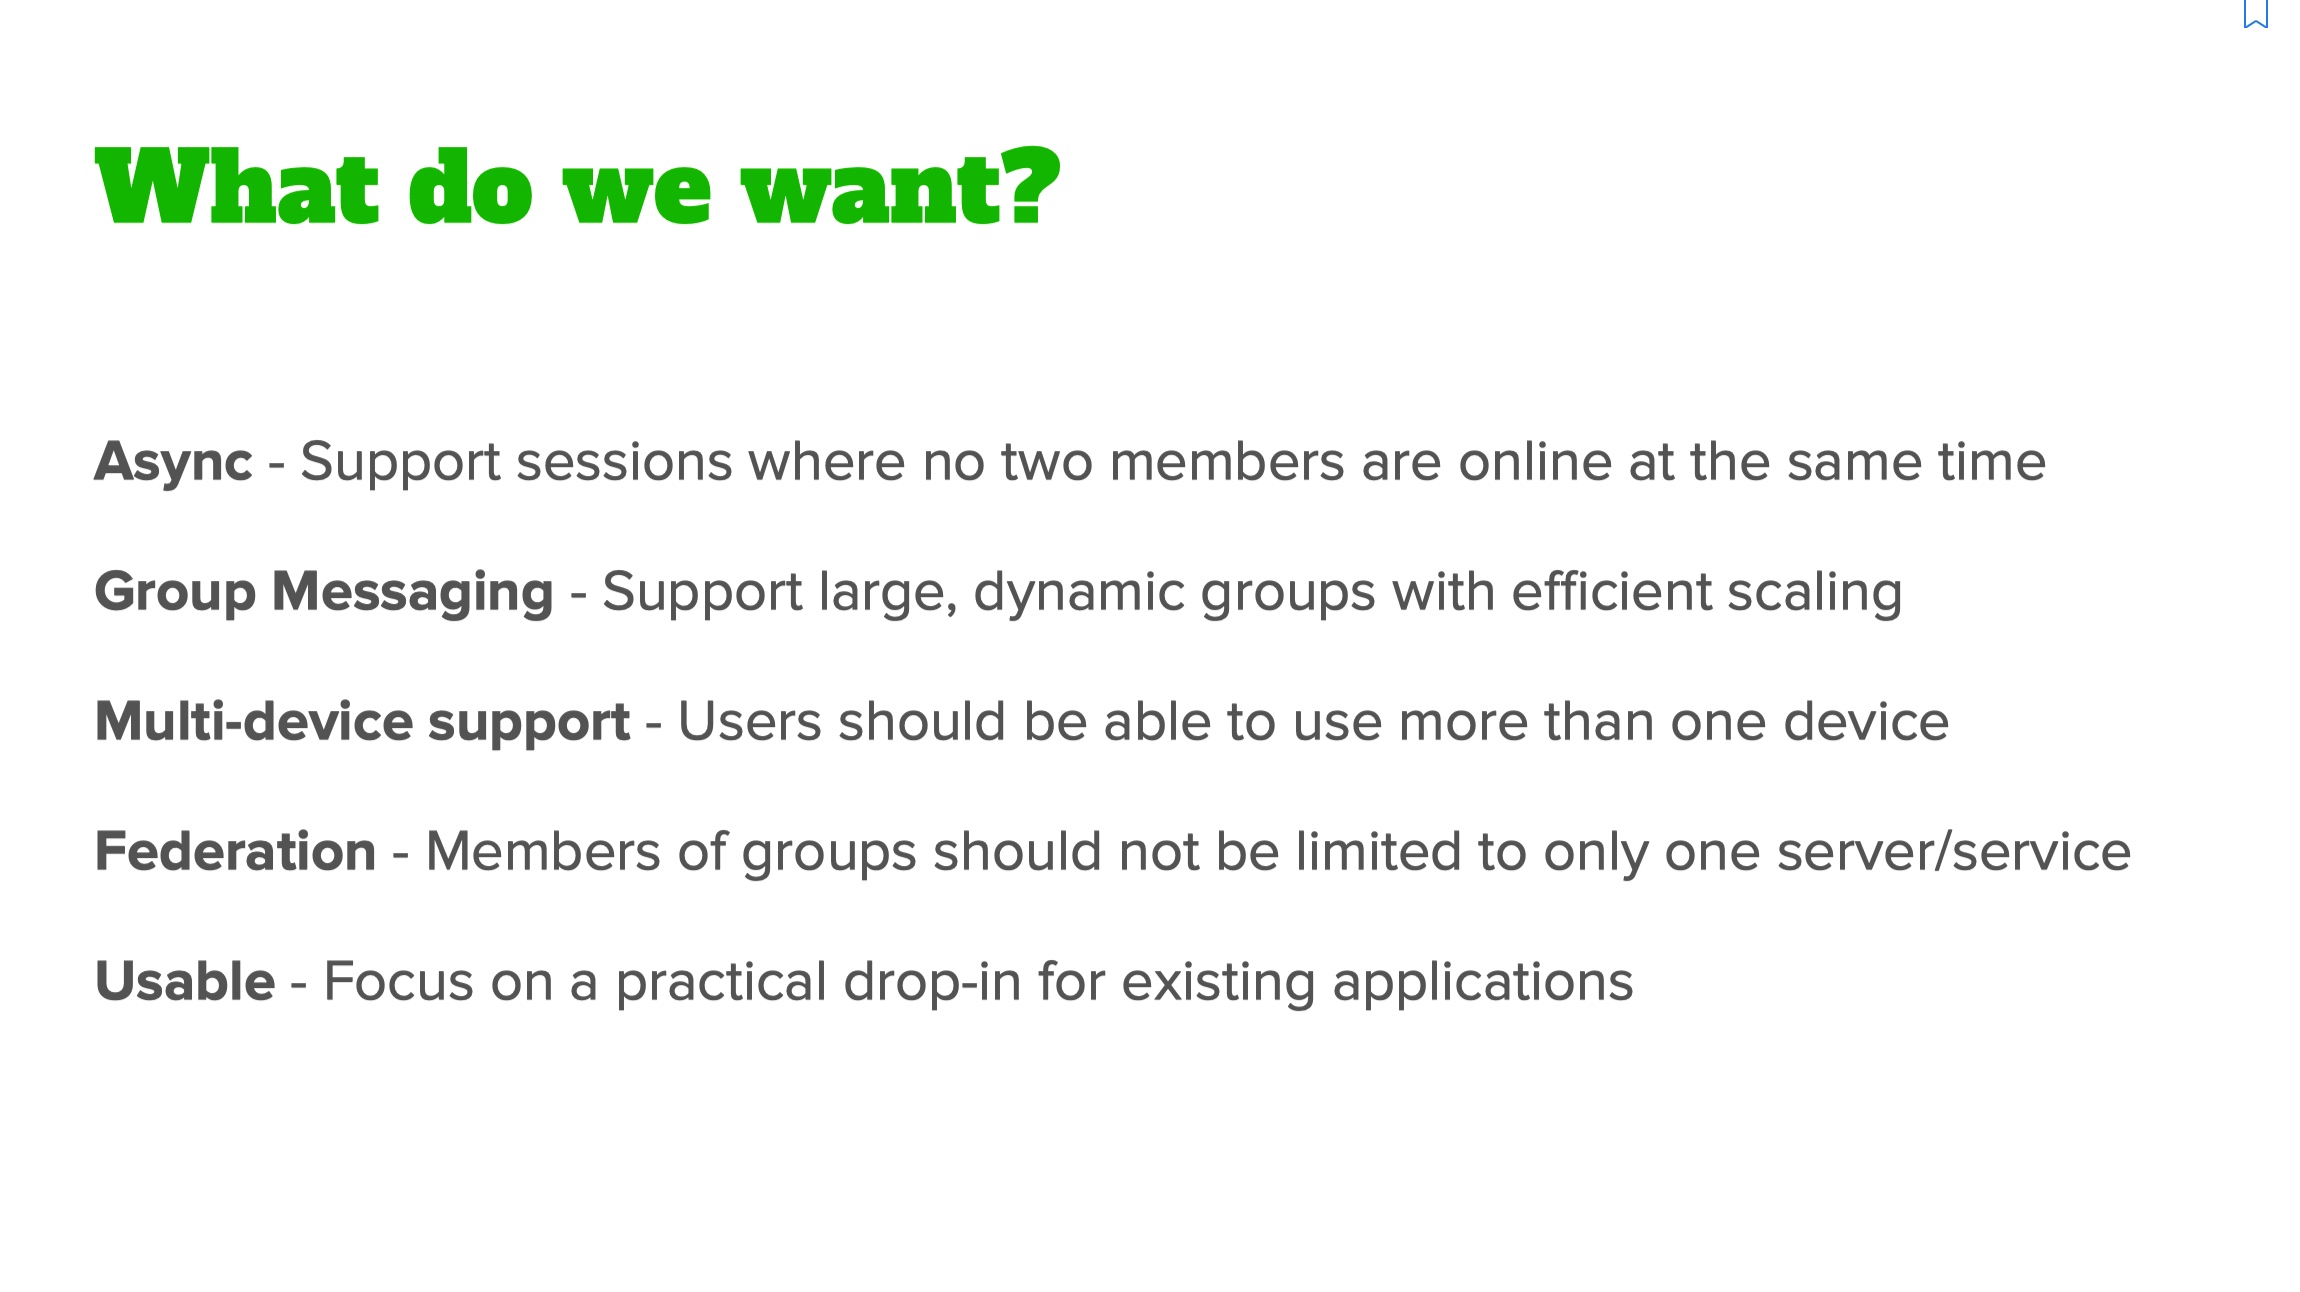 What do we want?
Async - Support sessions where no two members are online at the same time
Group Messaging - Support large, dynamic groups with efficient scaling
Multi-device support - Users should be able to use more than one device
Federation - Members of groups should not be limited to only one server/service
Usable - Focus on a practical drop-in for existing applications